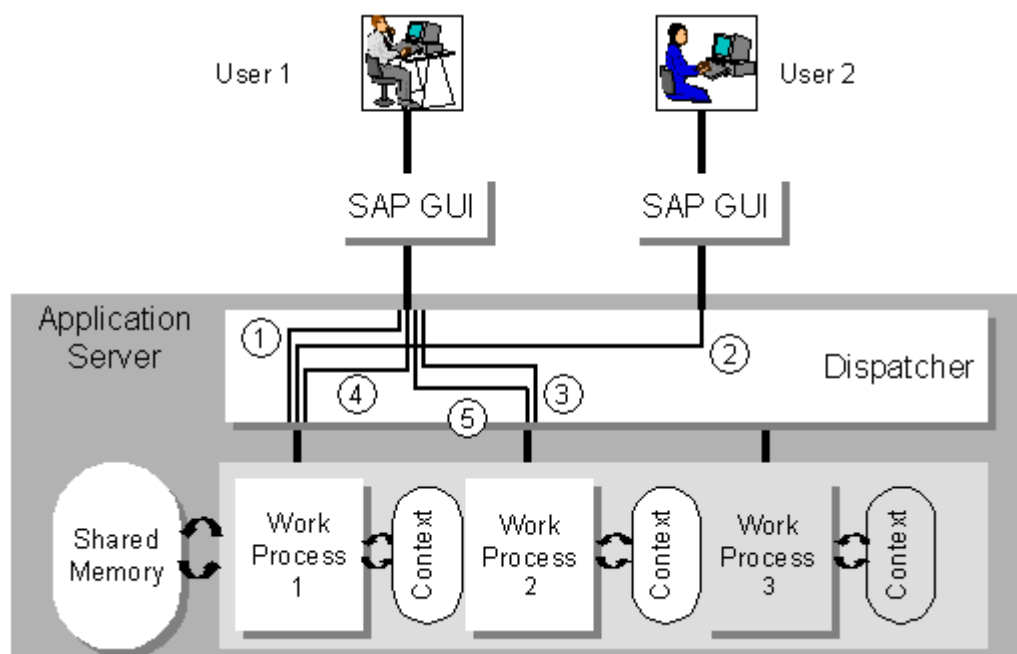 User 1
User 2
SAP GUI
SAP GUI
Application
Server
1
2
Dispatcher
4
3
5
Shared
Memory
Work
Process
1
Context
Work
Process
2
Context
Work
Process
3
Context